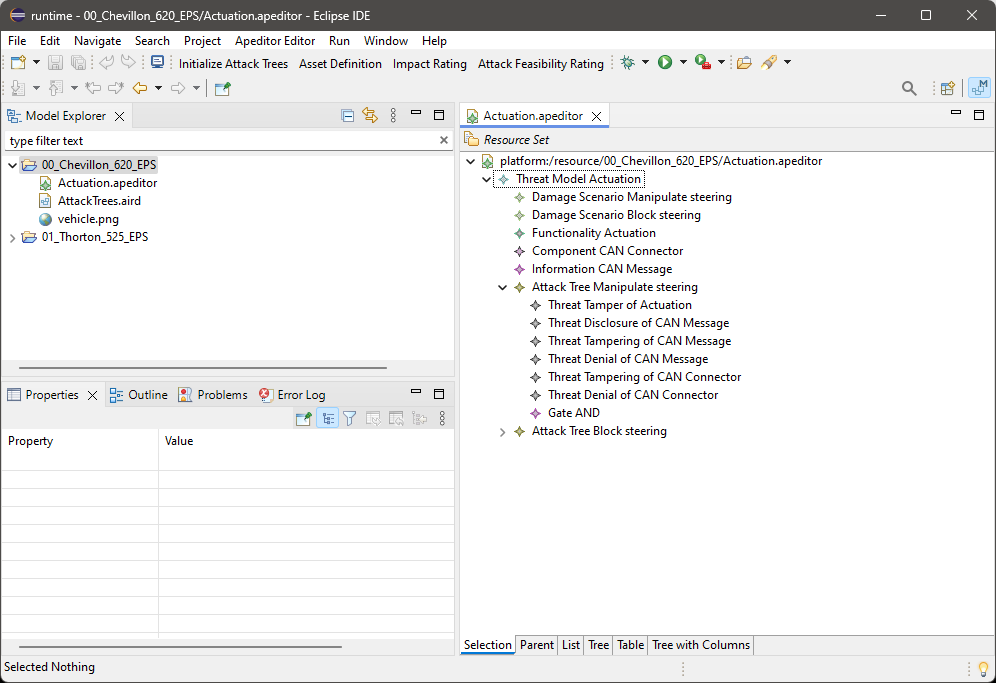 runtime - 00_Chevillon_620_EPS/Actuation.apeditor - Eclipse IDE
File Edit Navigate Search Project Apeditor Editor Run Window Help
Initialize Attack Trees Asset Definition Impact Rating Attack Feasibility Rating
Model Explorer
type filter text
00_Chevillon_620_EPS
Actuation.apeditor
AttackTrees.aird
vehicle.png
01_Thorton_525_EPS
Properties Outline Problems Error Log
Property Value
Actuation.apeditor
Resource Set
platform:/resource/00_Chevillon_620_EPS/Actuation.apeditor
Threat Model Actuation
Damage Scenario Manipulate steering
Damage Scenario Block steering
Functionality Actuation
Component CAN Connector
Information CAN Message
Attack Tree Manipulate steering
Threat Tamper of Actuation
Threat Disclosure of CAN Message
Threat Tampering of CAN Message
Threat Denial of CAN Message
Threat Tampering of CAN Connector
Threat Denial of CAN Connector
Gate AND
Attack Tree Block steering
Selection Parent List Tree Table Tree with Columns
Selected Nothing